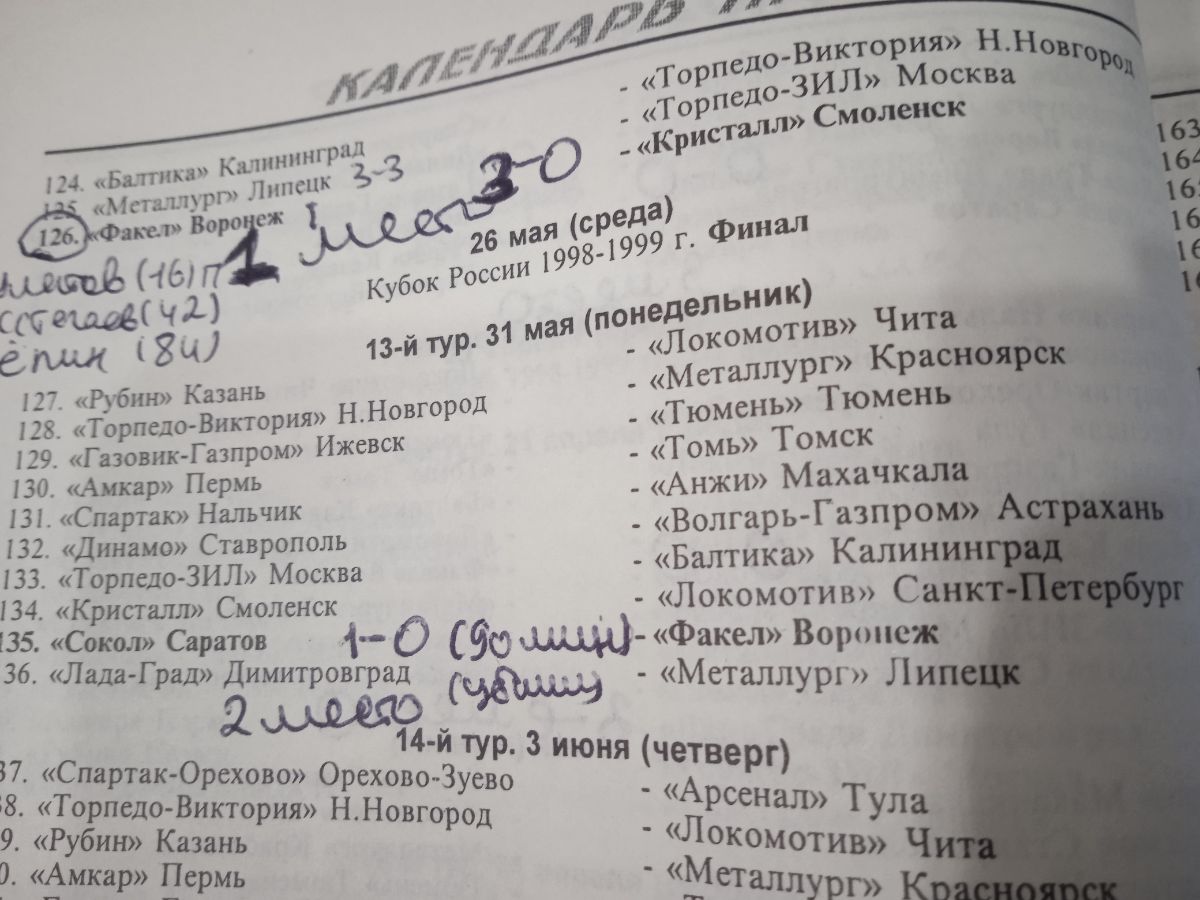 КАЛЕНДАРЬ
124. «Балтика» Калининград - «Торпедо-Виктория» Н.Новгород
125. «Металлург» Липецк 3-3 - «Торпедо-ЗИЛ» Москва
126. «Факел» Воронеж 3-0 - «Кристалл» Смоленск
1 место
(16) п
(42)
(84)
26 мая (среда)
Кубок России 1998-1999 г. Финал
13-й тур. 31 мая (понедельник)
127. «Рубин» Казань - «Локомотив» Чита
128. «Торпедо-Виктория» Н.Новгород - «Металлург» Красноярск
129. «Газовик-Газпром» Ижевск - «Тюмень» Тюмень
130. «Амкар» Пермь - «Томь» Томск
131. «Спартак» Нальчик - «Анжи» Махачкала
132. «Динамо» Ставрополь - «Волгарь-Газпром» Астрахань
133. «Торпедо-ЗИЛ» Москва - «Балтика» Калининград
134. «Кристалл» Смоленск - «Локомотив» Санкт-Петербург
135. «Сокол» Саратов 1-0 (90 мин) - «Факел» Воронеж
36. «Лада-Град» Димитровград - «Металлург» Липецк
2 место
14-й тур. 3 июня (четверг)
37. «Спартак-Орехово» Орехово-Зуево - «Арсенал» Тула
38. «Торпедо-Виктория» Н.Новгород - «Локомотив» Чита
9. «Рубин» Казань - «Металлург» Красноярск
0. «Амкар» Пермь
163
164
165